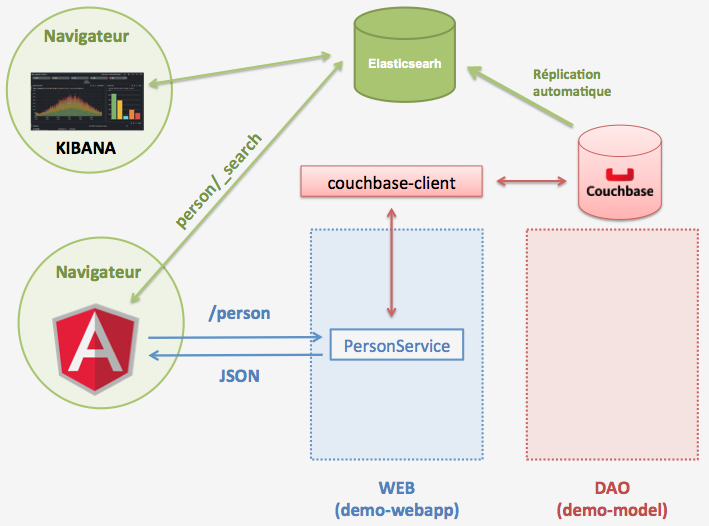 Navigateur
KIBANA
Elasticsearh
Réplication
automatique
Couchbase
person/_search
couchbase-client
Navigateur
A
/person
JSON
PersonService
WEB
(demo-webapp)
DAO
(demo-model)